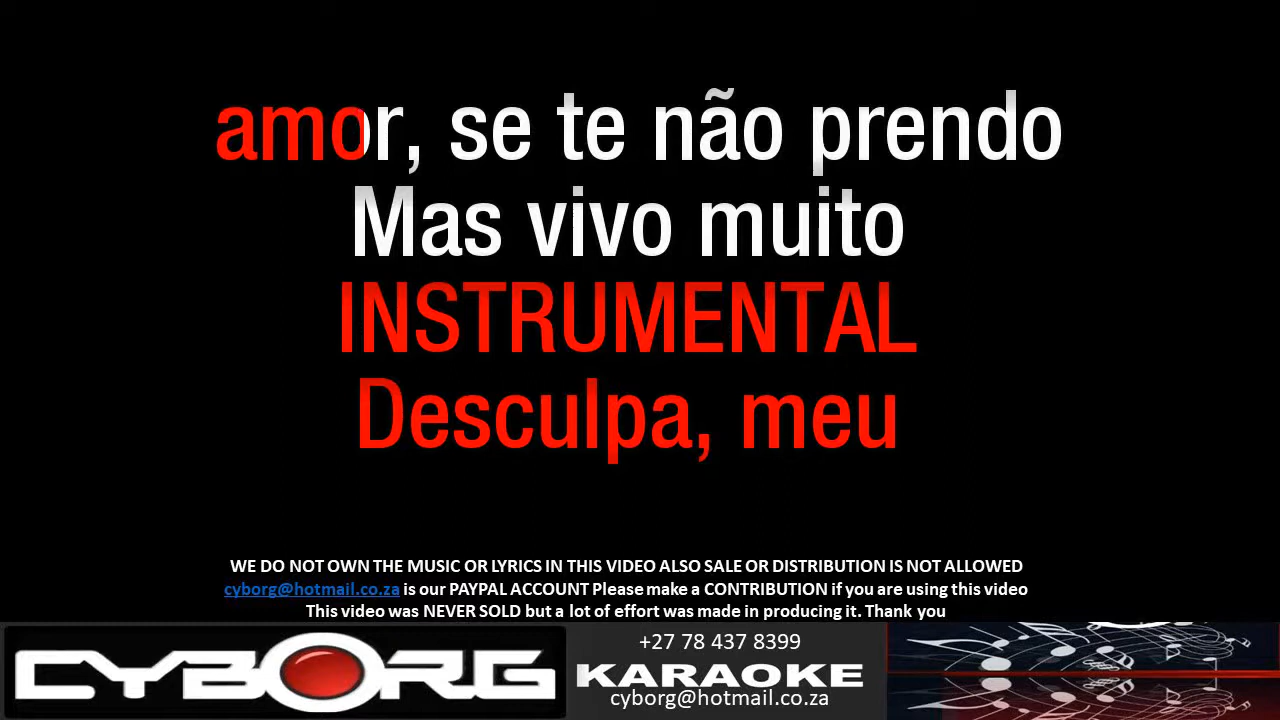 amor, se te não prendo
Mas vivo muito
INSTRUMENTAL
Desculpa, meu
WE DO NOT OWN THE MUSIC OR LYRICS IN THIS VIDEO ALSO SALE OR DISTRIBUTION IS NOT ALLOWED
cyborg@hotmail.co.za is our PAYPAL ACCOUNT Please make a CONTRIBUTION if you are using this video
This video was NEVER SOLD but a lot of effort was made in producing it. Thank you
CYBORG
+27 78 437 8399
KARAOKE
cyborg@hotmail.co.za